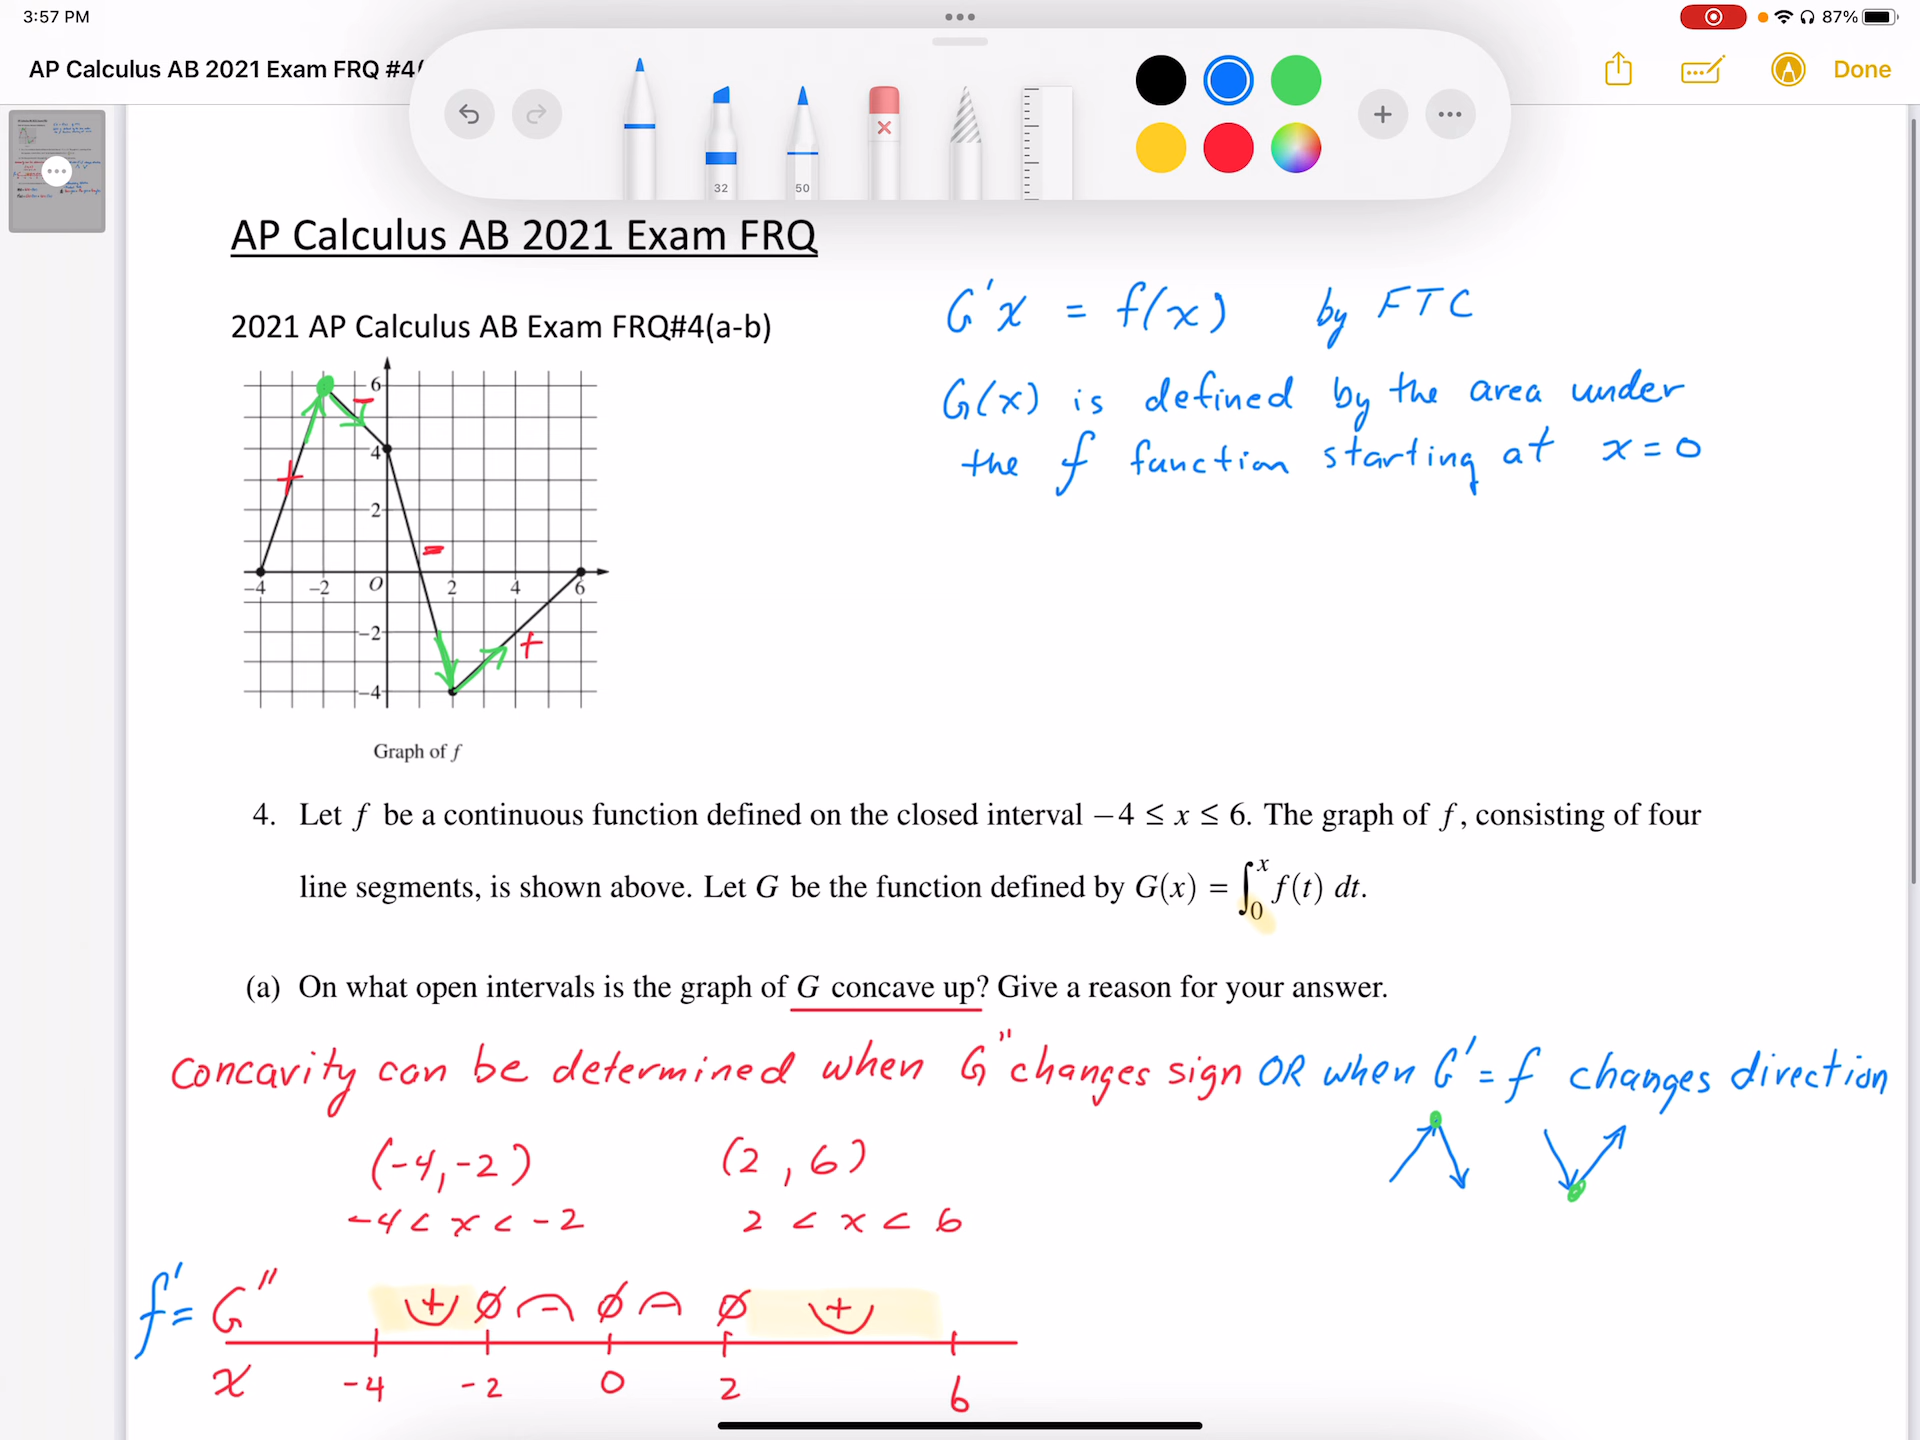 3:57 PM
87%
AP Calculus AB 2021 Exam FRQ #4(
Done
32
50
AP Calculus AB 2021 Exam FRQ
2021 AP Calculus AB Exam FRQ#4(a-b)
G'x = f(x) by FTC
G(x) is defined by the area under
the f function starting at x=0
6
−
4
+
2
=
-4 -2 O 2 4 6
-2
+
-4
Graph of f
4. Let f be a continuous function defined on the closed interval −4 ≤ x ≤ 6. The graph of f, consisting of four
line segments, is shown above. Let G be the function defined by G(x) = ∫₀ˣ f(t) dt.
(a) On what open intervals is the graph of G concave up? Give a reason for your answer.
Concavity can be determined when G" changes sign OR when G' = f changes direction
(-4,-2) (2,6)
-4 < x < -2 2 < x < 6
f' = G" + ∅ − ∅ − ∅ +
x -4 -2 0 2 6